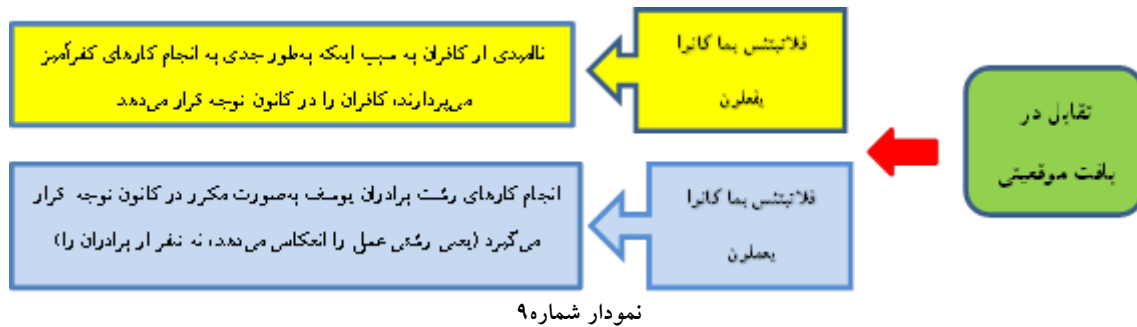 تقابل در
بافت موقعیتی
فلاتبتئس بما کانوا
یفعلون
ناامیدی از کافران به سبب اینکه به‌طور جدی به انجام کارهای کفرآمیز
می‌پردازند، کافران را در کانون توجه قرار می‌دهد
فلاتبتئس بما کانوا
یعملون
انجام کارهای زشت برادران یوسف به‌صورت مکرر در کانون توجه قرار
می‌گیرد (یعنی زشتی عمل را انعکاس می‌دهد، نه تنفر از برادران را)
نمودار شماره۹